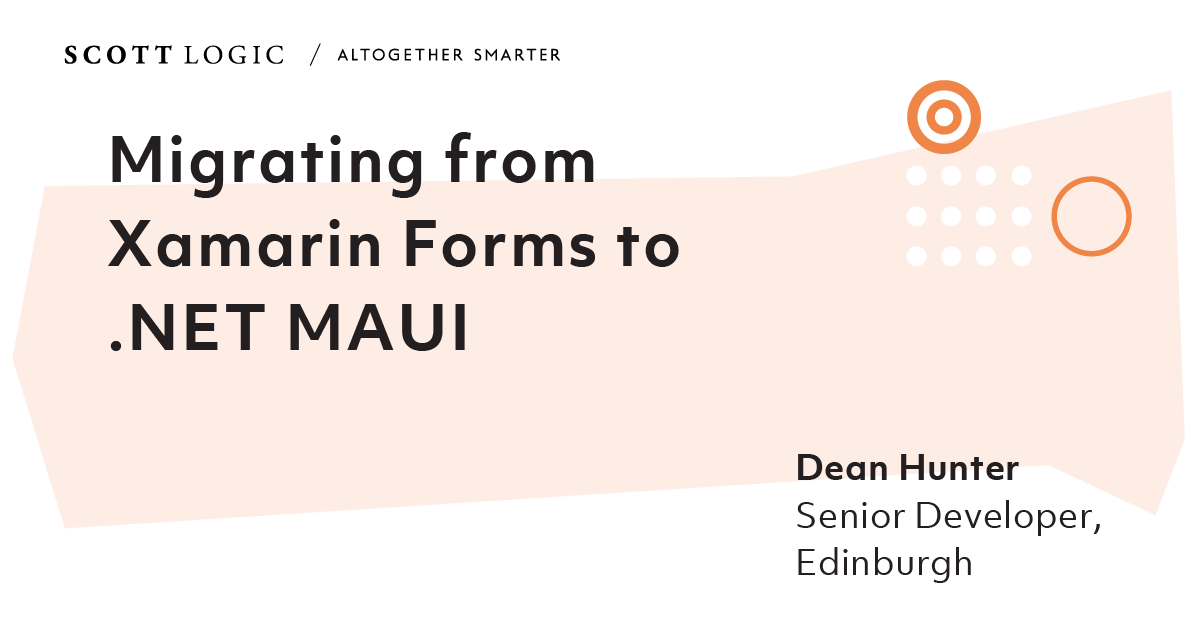 SCOTT LOGIC / ALTOGETHER SMARTER
Migrating from
Xamarin Forms to
.NET MAUI
Dean Hunter
Senior Developer,
Edinburgh